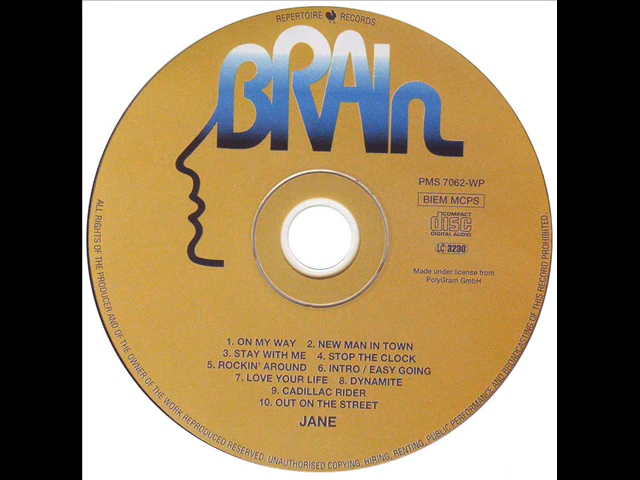 REPERTOIRE RECORDS
BRAIn
PMS 7062-WP
BIEM MCPS
COMPACT
disc
DIGITAL AUDIO
LC 3230
Made under license from
PolyGram GmbH
1. ON MY WAY 2. NEW MAN IN TOWN
3. STAY WITH ME 4. STOP THE CLOCK
5. ROCKIN' AROUND 6. INTRO / EASY GOING
7. LOVE YOUR LIFE 8. DYNAMITE
9. CADILLAC RIDER
10. OUT ON THE STREET
JANE
ALL RIGHTS OF THE PRODUCER AND OF THE OWNER OF THE WORK REPRODUCED RESERVED. UNAUTHORISED COPYING, HIRING, RENTING, PUBLIC PERFORMANCE AND BROADCASTING OF THIS RECORD PROHIBITED.